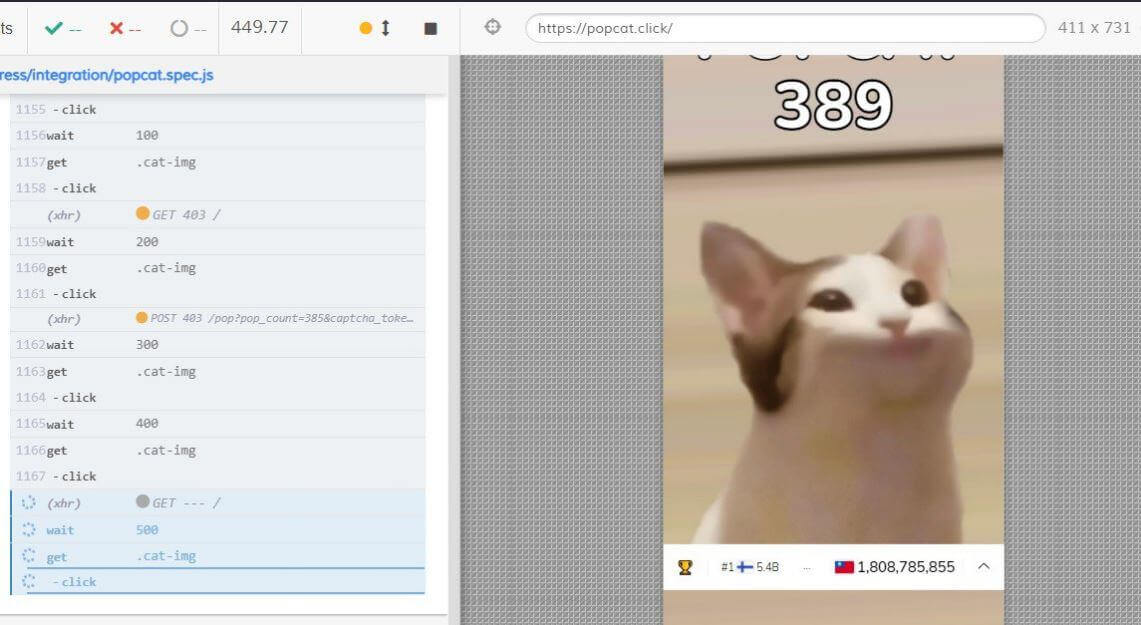 ts
--
--
--
449.77
https://popcat.click/
411 x 731
ress/integration/popcat.spec.js
1155 - click
1156 wait 100
1157 get .cat-img
1158 - click
(xhr) GET 403 /
1159 wait 200
1160 get .cat-img
1161 - click
(xhr) POST 403 /pop?pop_count=385&captcha_toke…
1162 wait 300
1163 get .cat-img
1164 - click
1165 wait 400
1166 get .cat-img
1167 - click
(xhr) GET --- /
wait 500
get .cat-img
- click
389
#1 5.4B ... 1,808,785,855